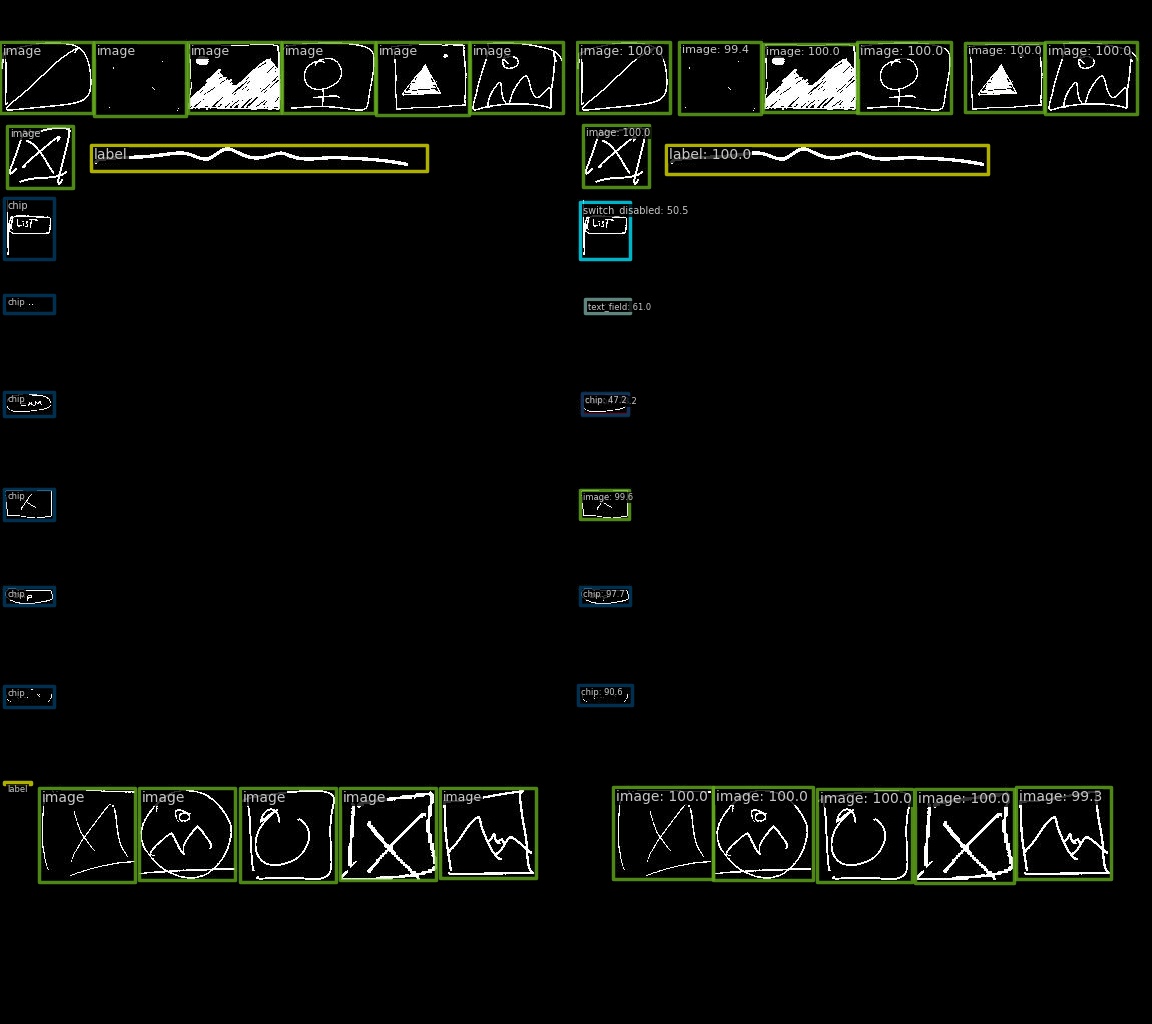 image image image image image image image: 100.0 image: 99.4 image: 100.0 image: 100.0 image: 100.0 image: 100.0
image label image: 100.0 label: 100.0
chip switch_disabled: 50.5
LIST LIST
chip text_field: 61.0
chip chip: 47.2
chip image: 99.6
chip chip: 97.7
chip chip: 90.6
label
image image image image image image: 100.0 image: 100.0 image: 100.0 image: 100.0 image: 99.3